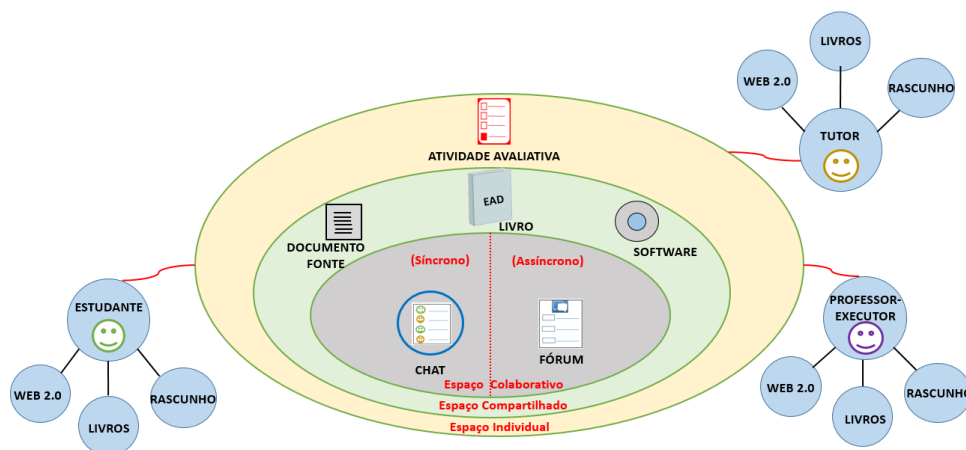 LIVROS
WEB 2.0
RASCUNHO
TUTOR
ATIVIDADE AVALIATIVA
EAD
LIVRO
DOCUMENTO
FONTE
SOFTWARE
(Síncrono)
(Assíncrono)
CHAT
FÓRUM
Espaço Colaborativo
Espaço Compartilhado
Espaço Individual
ESTUDANTE
WEB 2.0
LIVROS
RASCUNHO
PROFESSOR-
EXECUTOR
WEB 2.0
LIVROS
RASCUNHO